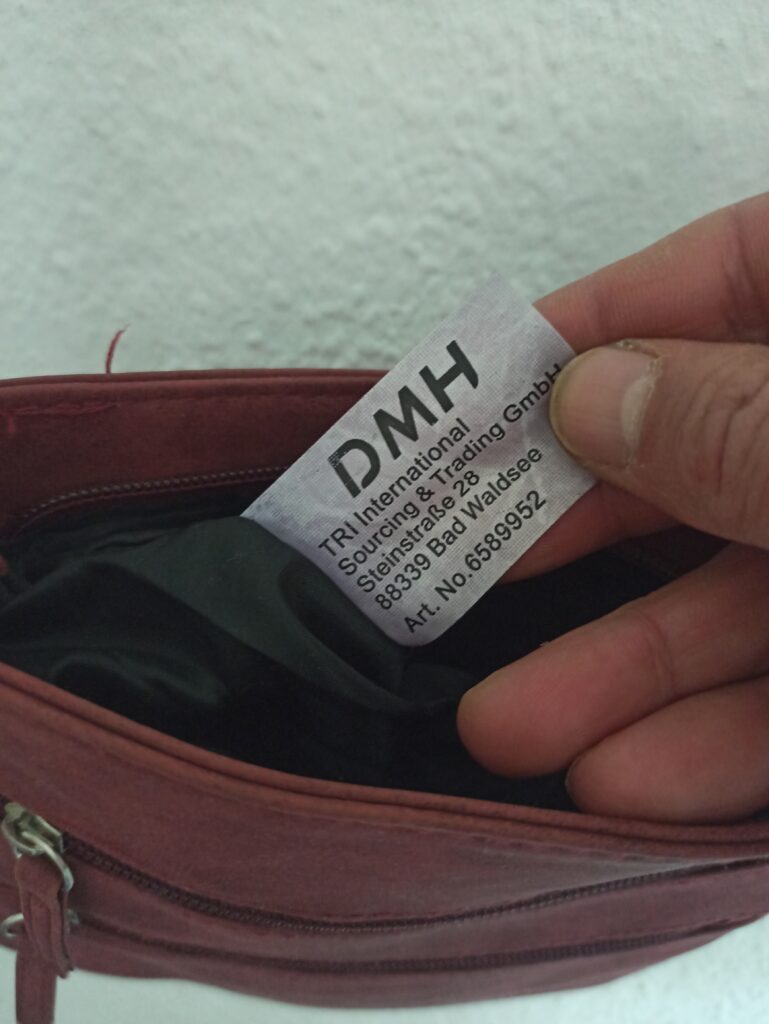 DMH
TRI International
Sourcing & Trading GmbH
Steinstraße 28
88339 Bad Waldsee
Art. No.6589952